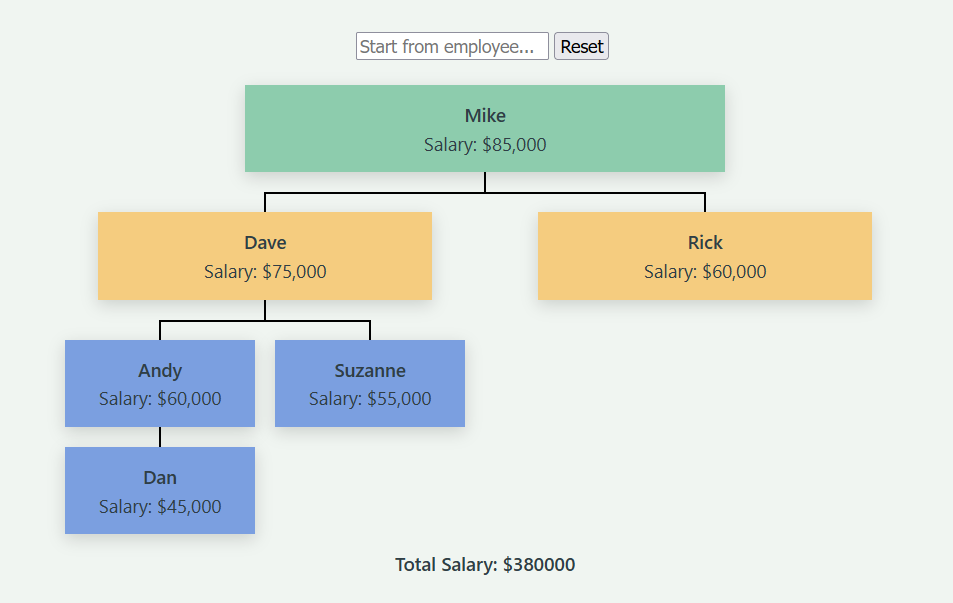 Start from employee... Reset
Mike
Salary: $85,000
Dave
Salary: $75,000
Rick
Salary: $60,000
Andy
Salary: $60,000
Suzanne
Salary: $55,000
Dan
Salary: $45,000
Total Salary: $380000